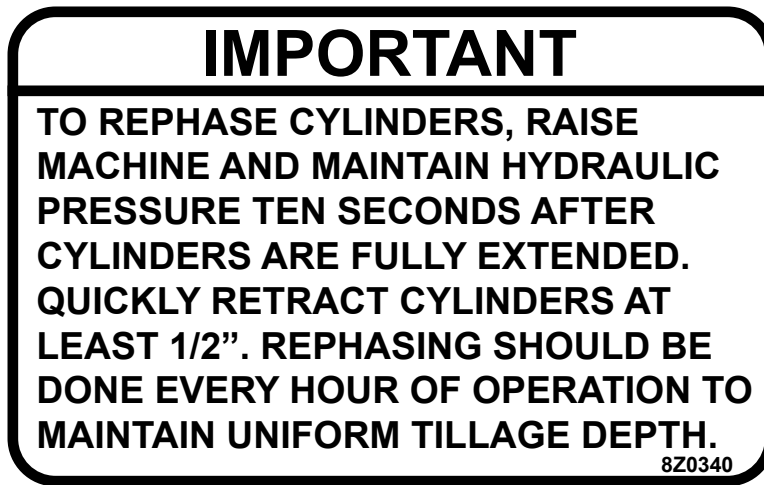 IMPORTANT
TO REPHASE CYLINDERS, RAISE
MACHINE AND MAINTAIN HYDRAULIC
PRESSURE TEN SECONDS AFTER
CYLINDERS ARE FULLY EXTENDED.
QUICKLY RETRACT CYLINDERS AT
LEAST 1/2”. REPHASING SHOULD BE
DONE EVERY HOUR OF OPERATION TO
MAINTAIN UNIFORM TILLAGE DEPTH.
8Z0340